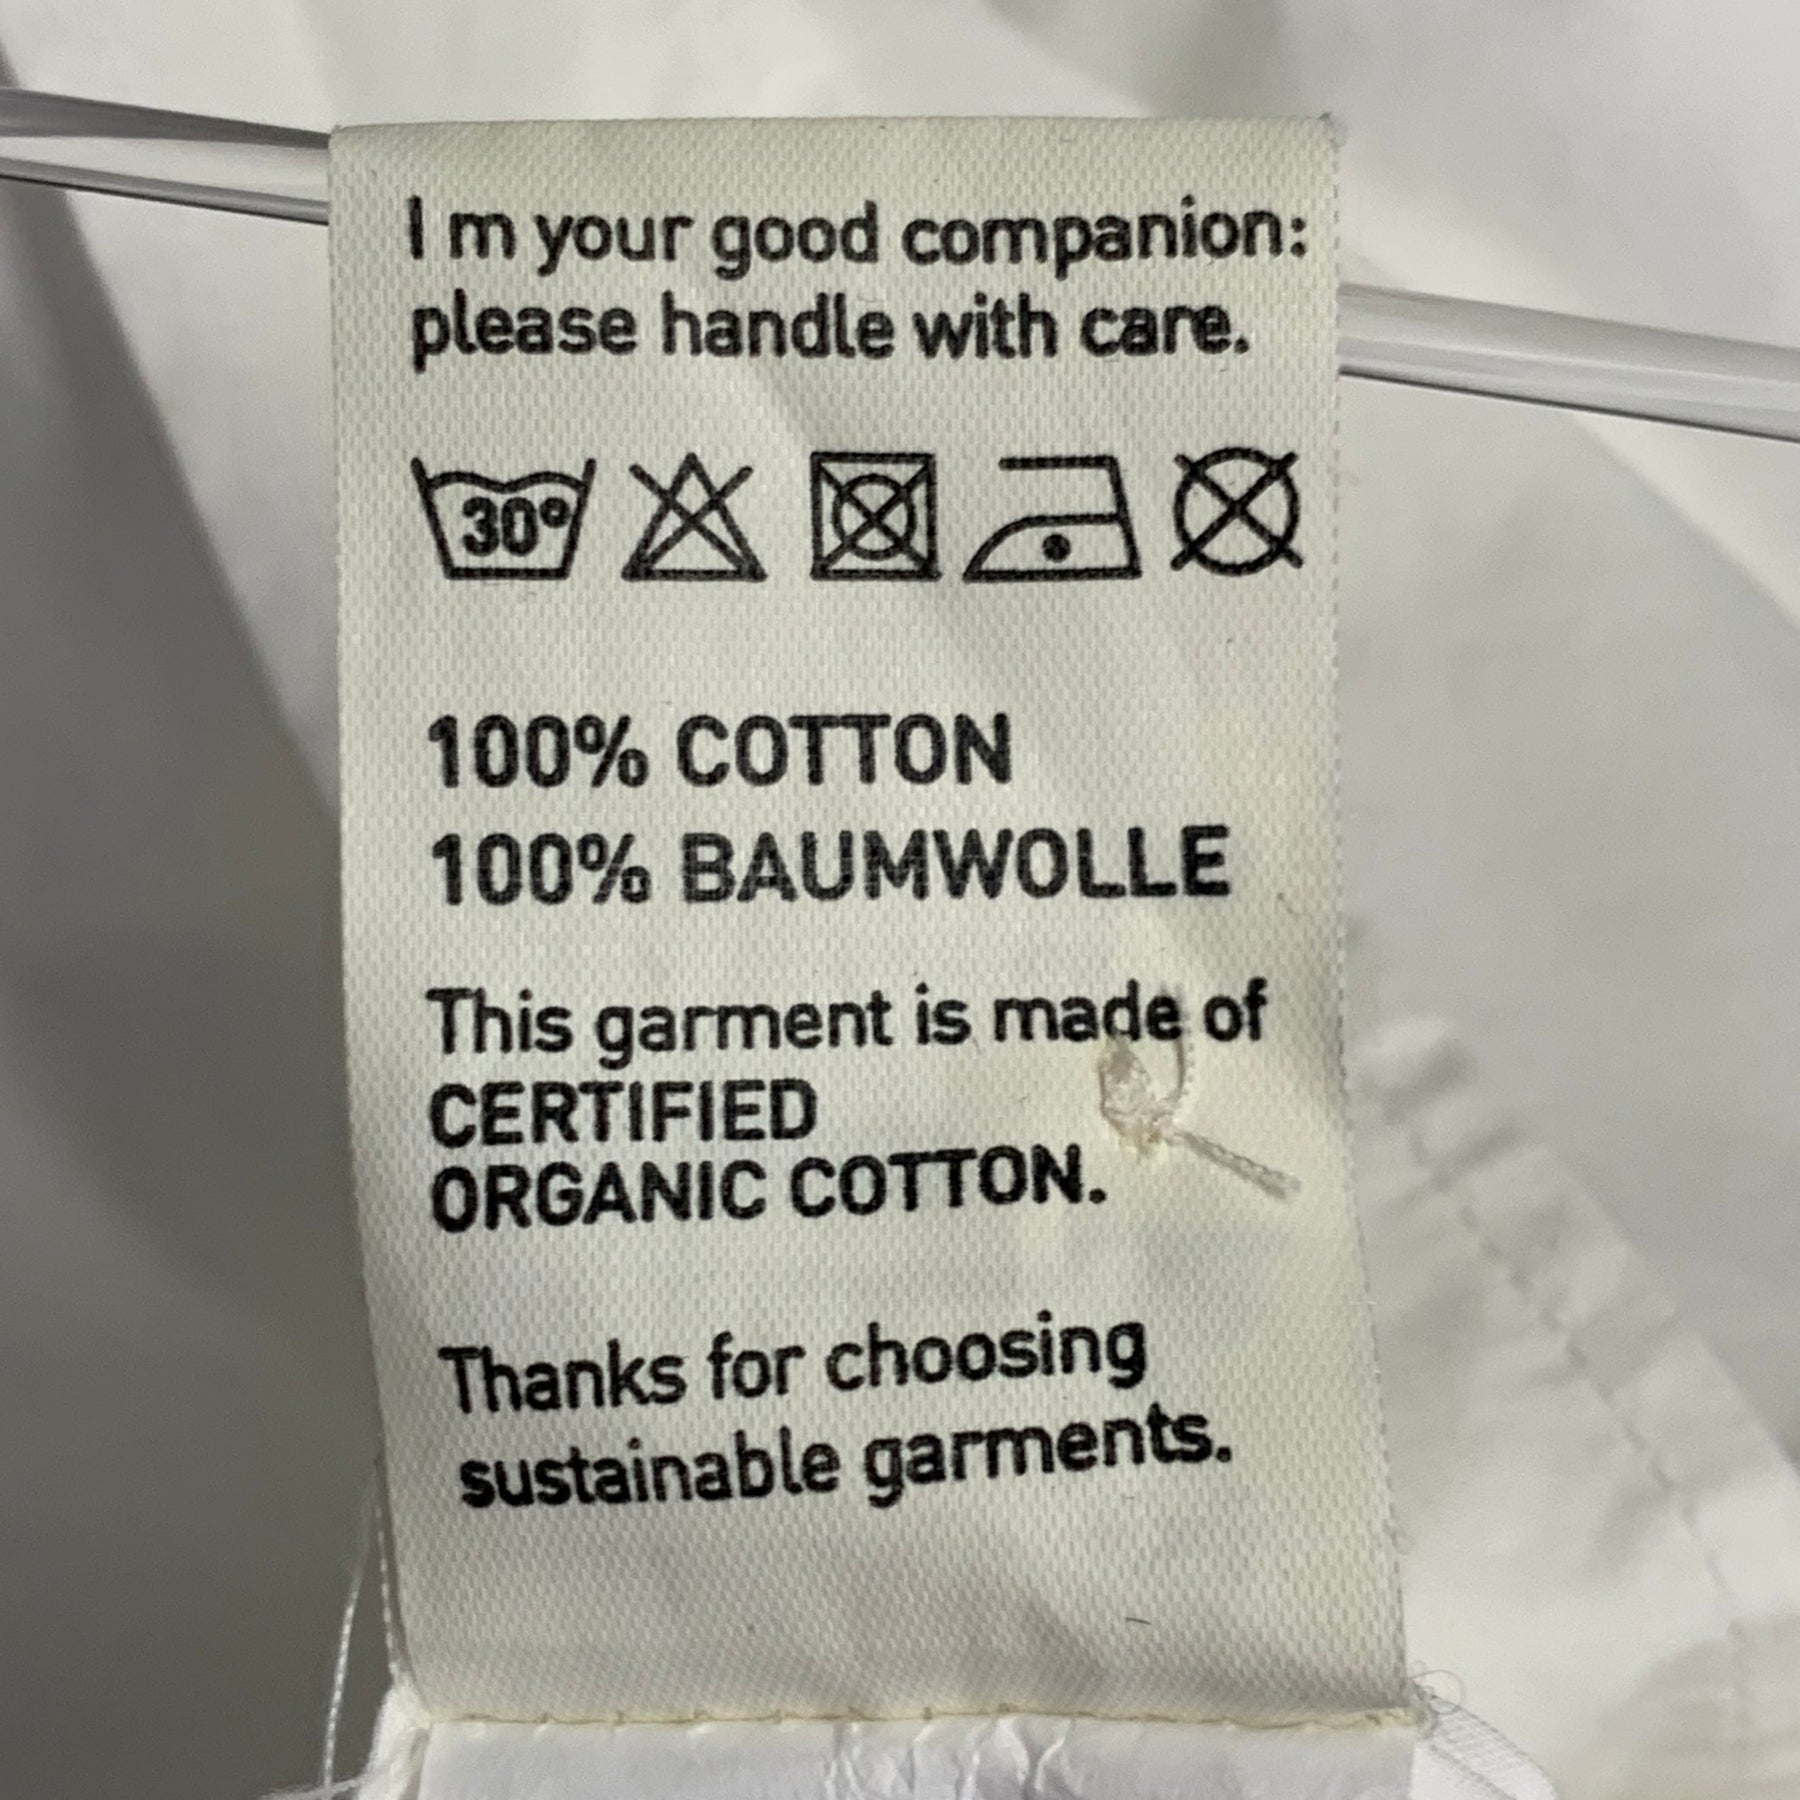 I m your good companion:
please handle with care.
30°
100% COTTON
100% BAUMWOLLE
This garment is made of
CERTIFIED
ORGANIC COTTON.
Thanks for choosing
sustainable garments.